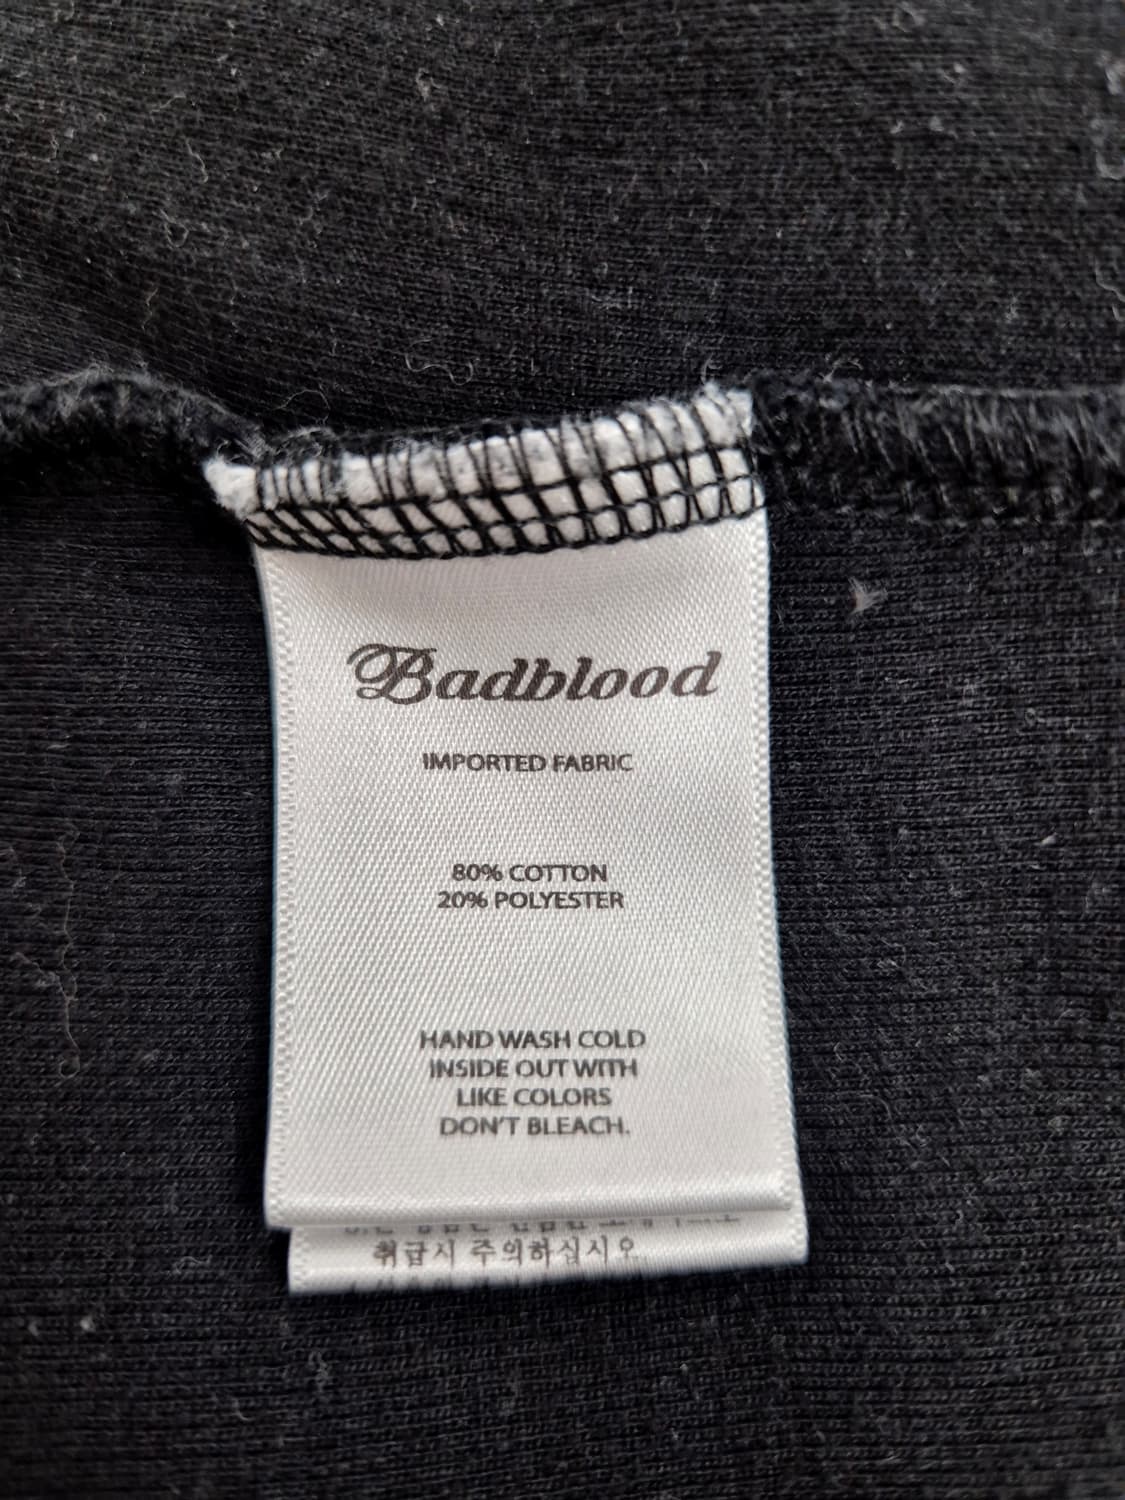 Badblood
IMPORTED FABRIC
80% COTTON
20% POLYESTER
HAND WASH COLD
INSIDE OUT WITH
LIKE COLORS
DON'T BLEACH.
취급시 주의하십시오